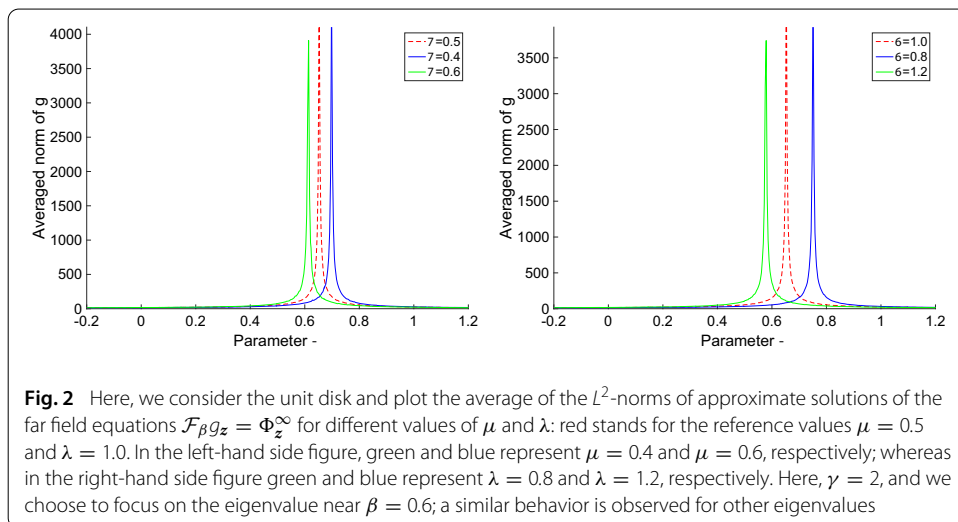 4000
3500
3000
2500
2000
1500
1000
500
0
Averaged norm of g
7=0.5
7=0.4
7=0.6
-0.2 0 0.2 0.4 0.6 0.8 1 1.2
Parameter -
3500
3000
2500
2000
1500
1000
500
0
Averaged norm of g
6=1.0
6=0.8
6=1.2
-0.2 0 0.2 0.4 0.6 0.8 1 1.2
Parameter -
Fig. 2 Here, we consider the unit disk and plot the average of the L²-norms of approximate solutions of the
far field equations 𝓕_β g_𝒛 = Φ_𝒛^∞ for different values of μ and λ: red stands for the reference values μ = 0.5
and λ = 1.0. In the left-hand side figure, green and blue represent μ = 0.4 and μ = 0.6, respectively; whereas
in the right-hand side figure green and blue represent λ = 0.8 and λ = 1.2, respectively. Here, γ = 2, and we
choose to focus on the eigenvalue near β = 0.6; a similar behavior is observed for other eigenvalues